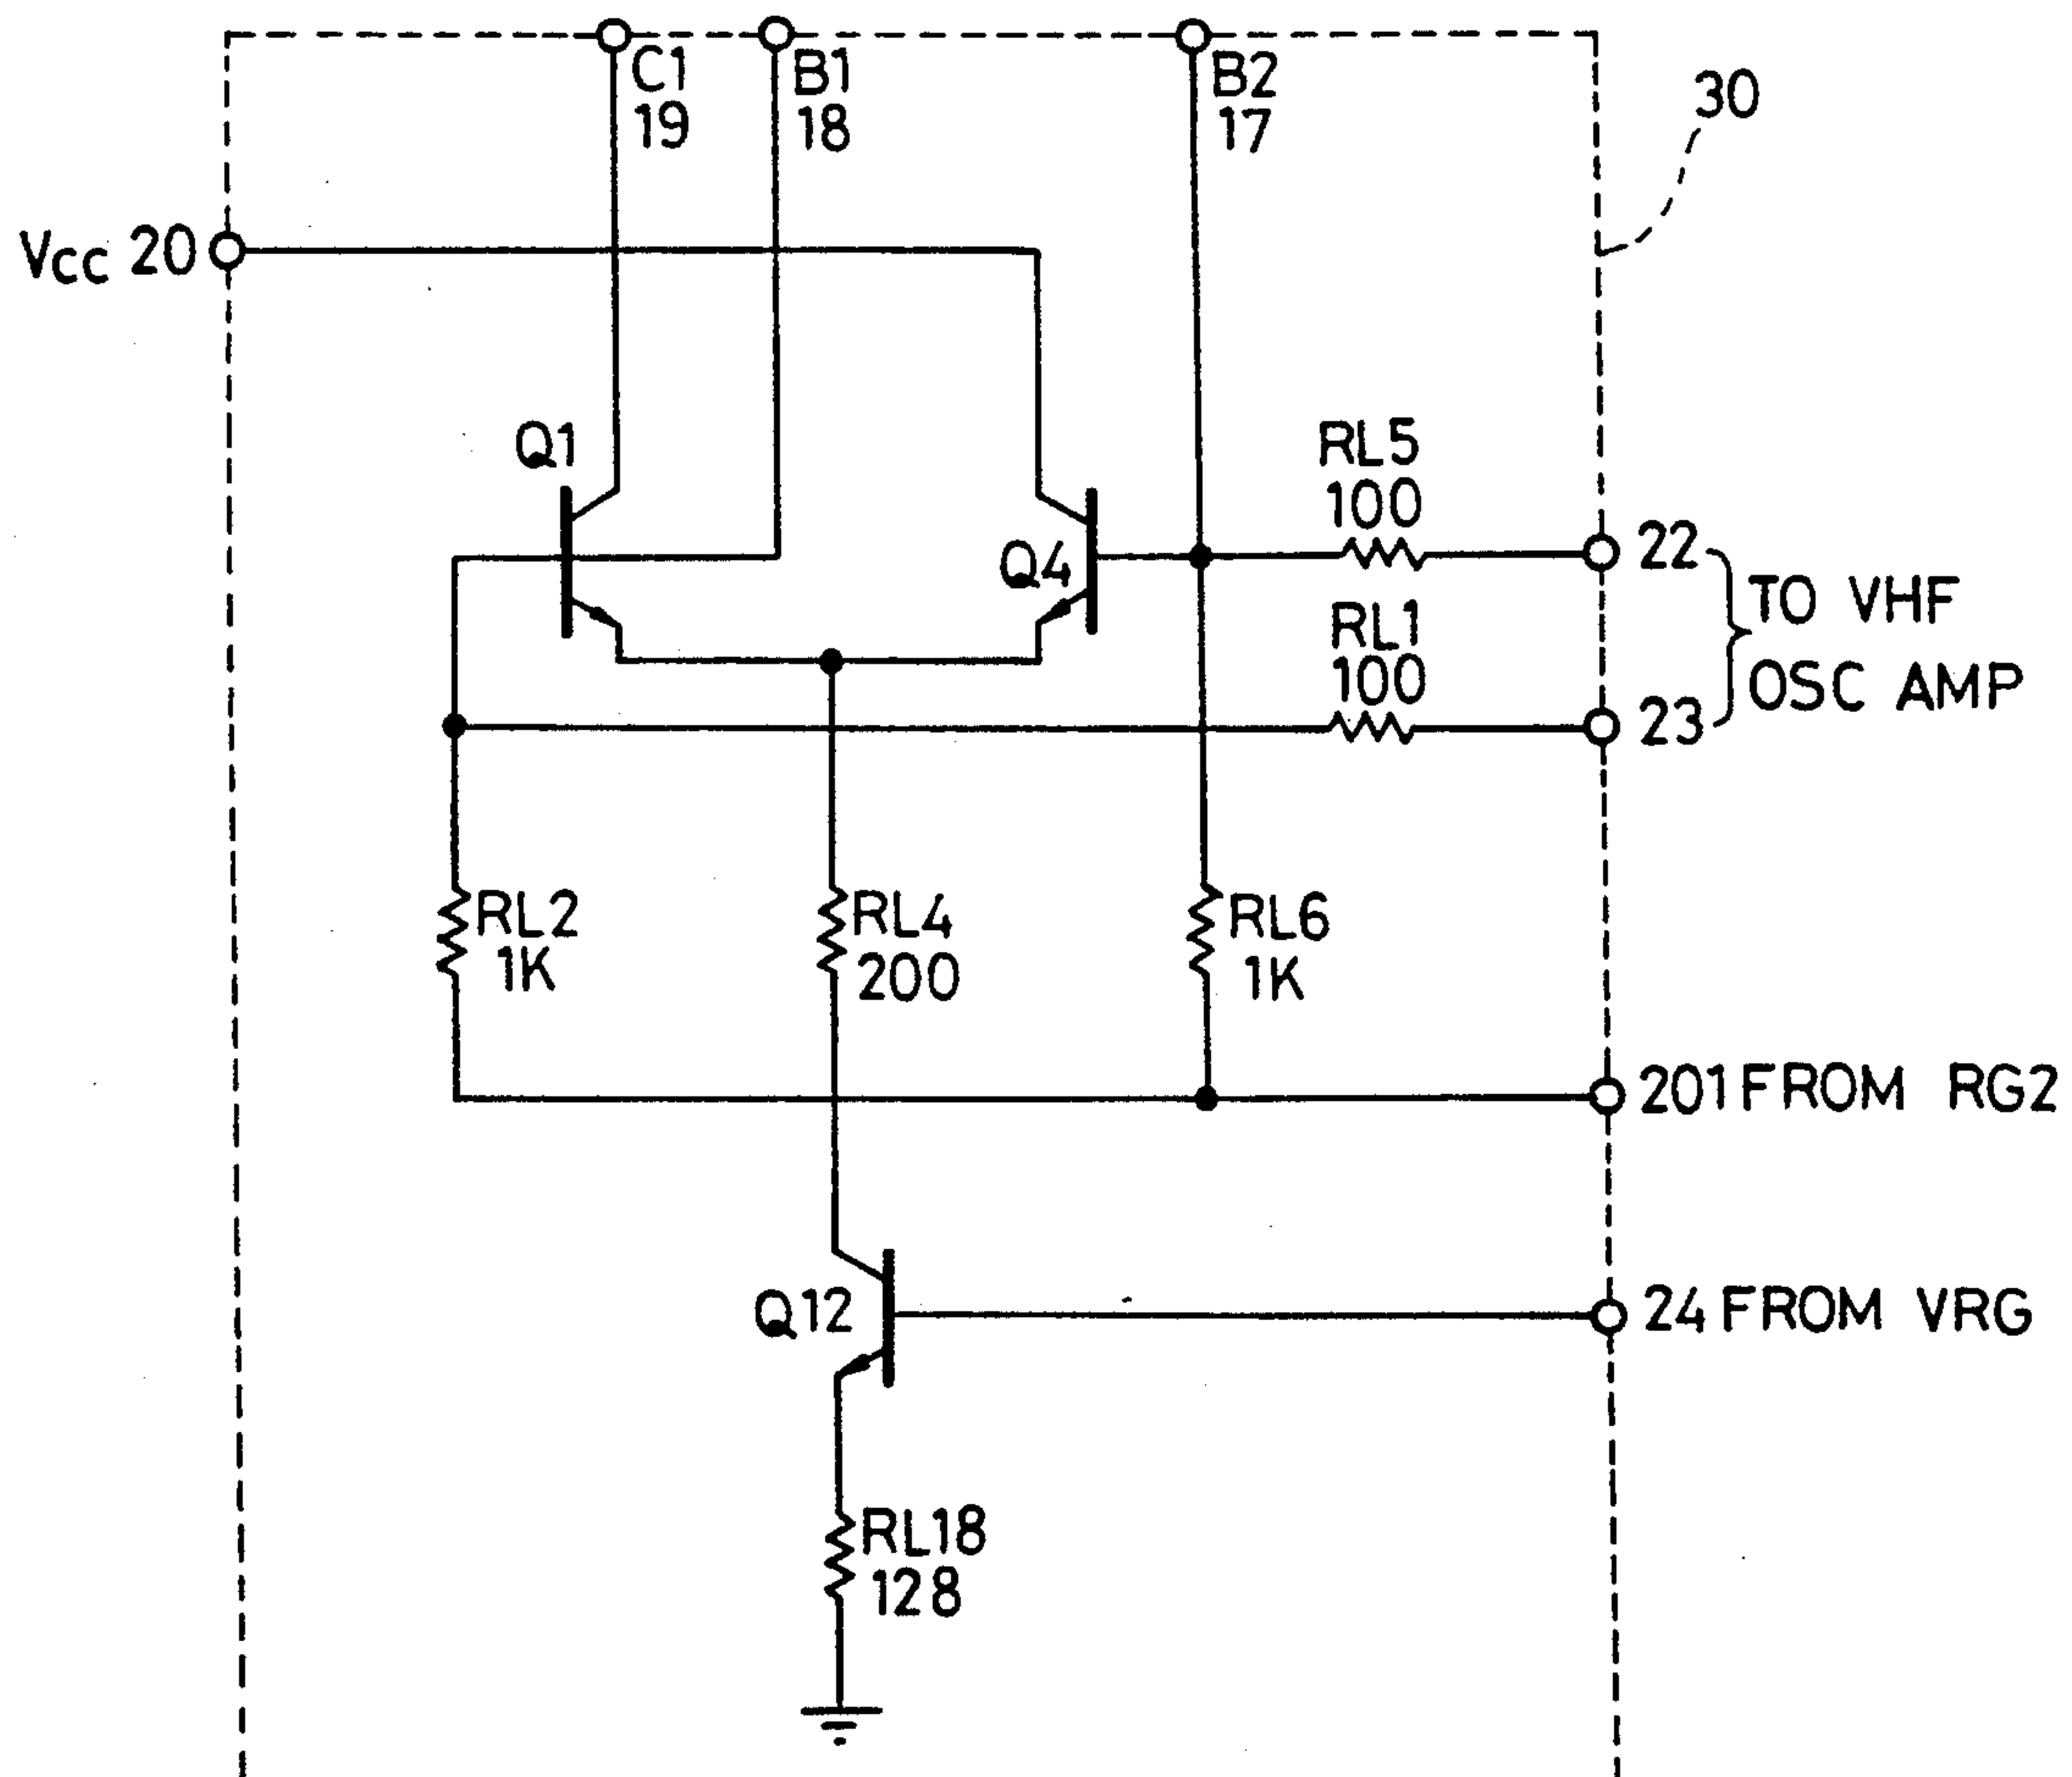 C1
19
B1
18
B2
17
30
Vcc 20
Q1
RL5
100
Q4
22
TO VHF
RL1
100
OSC AMP
23
RL2
1K
RL4
200
RL6
1K
201 FROM RG2
Q12
24 FROM VRG
RL18
128